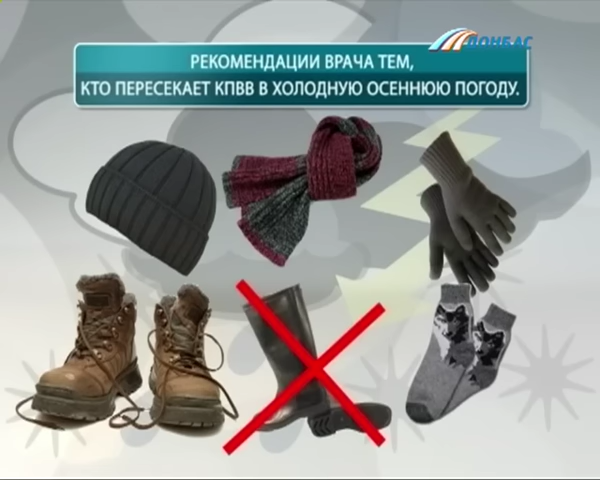 ДОНБАС
РЕКОМЕНДАЦИИ ВРАЧА ТЕМ,
КТО ПЕРЕСЕКАЕТ КПВВ В ХОЛОДНУЮ ОСЕННЮЮ ПОГОДУ.